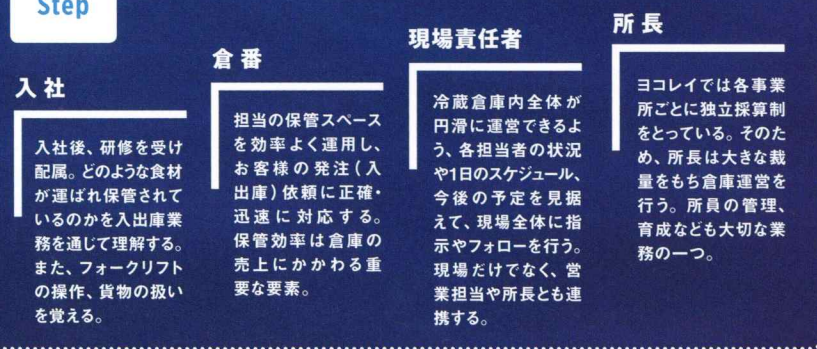 Step
入社
入社後、研修を受け
配属。どのような食材
が運ばれ保管されて
いるのかを入出庫業
務を通じて理解する。
また、フォークリフト
の操作、貨物の扱い
を覚える。
倉番
担当の保管スペース
を効率よく運用し、
お客様の発注(入
出庫)依頼に正確・
迅速に対応する。
保管効率は倉庫の
売上にかかわる重
要な要素。
現場責任者
冷蔵倉庫内全体が
円滑に運営できるよ
う、各担当者の状況
や1日のスケジュール、
今後の予定を見据
えて、現場全体に指
示やフォローを行う。
現場だけでなく、営
業担当や所長とも連
携する。
所長
ヨコレイでは各事業
所ごとに独立採算制
をとっている。そのた
め、所長は大きな裁
量をもち倉庫運営を
行う。所員の管理、
育成なども大切な業
務の一つ。